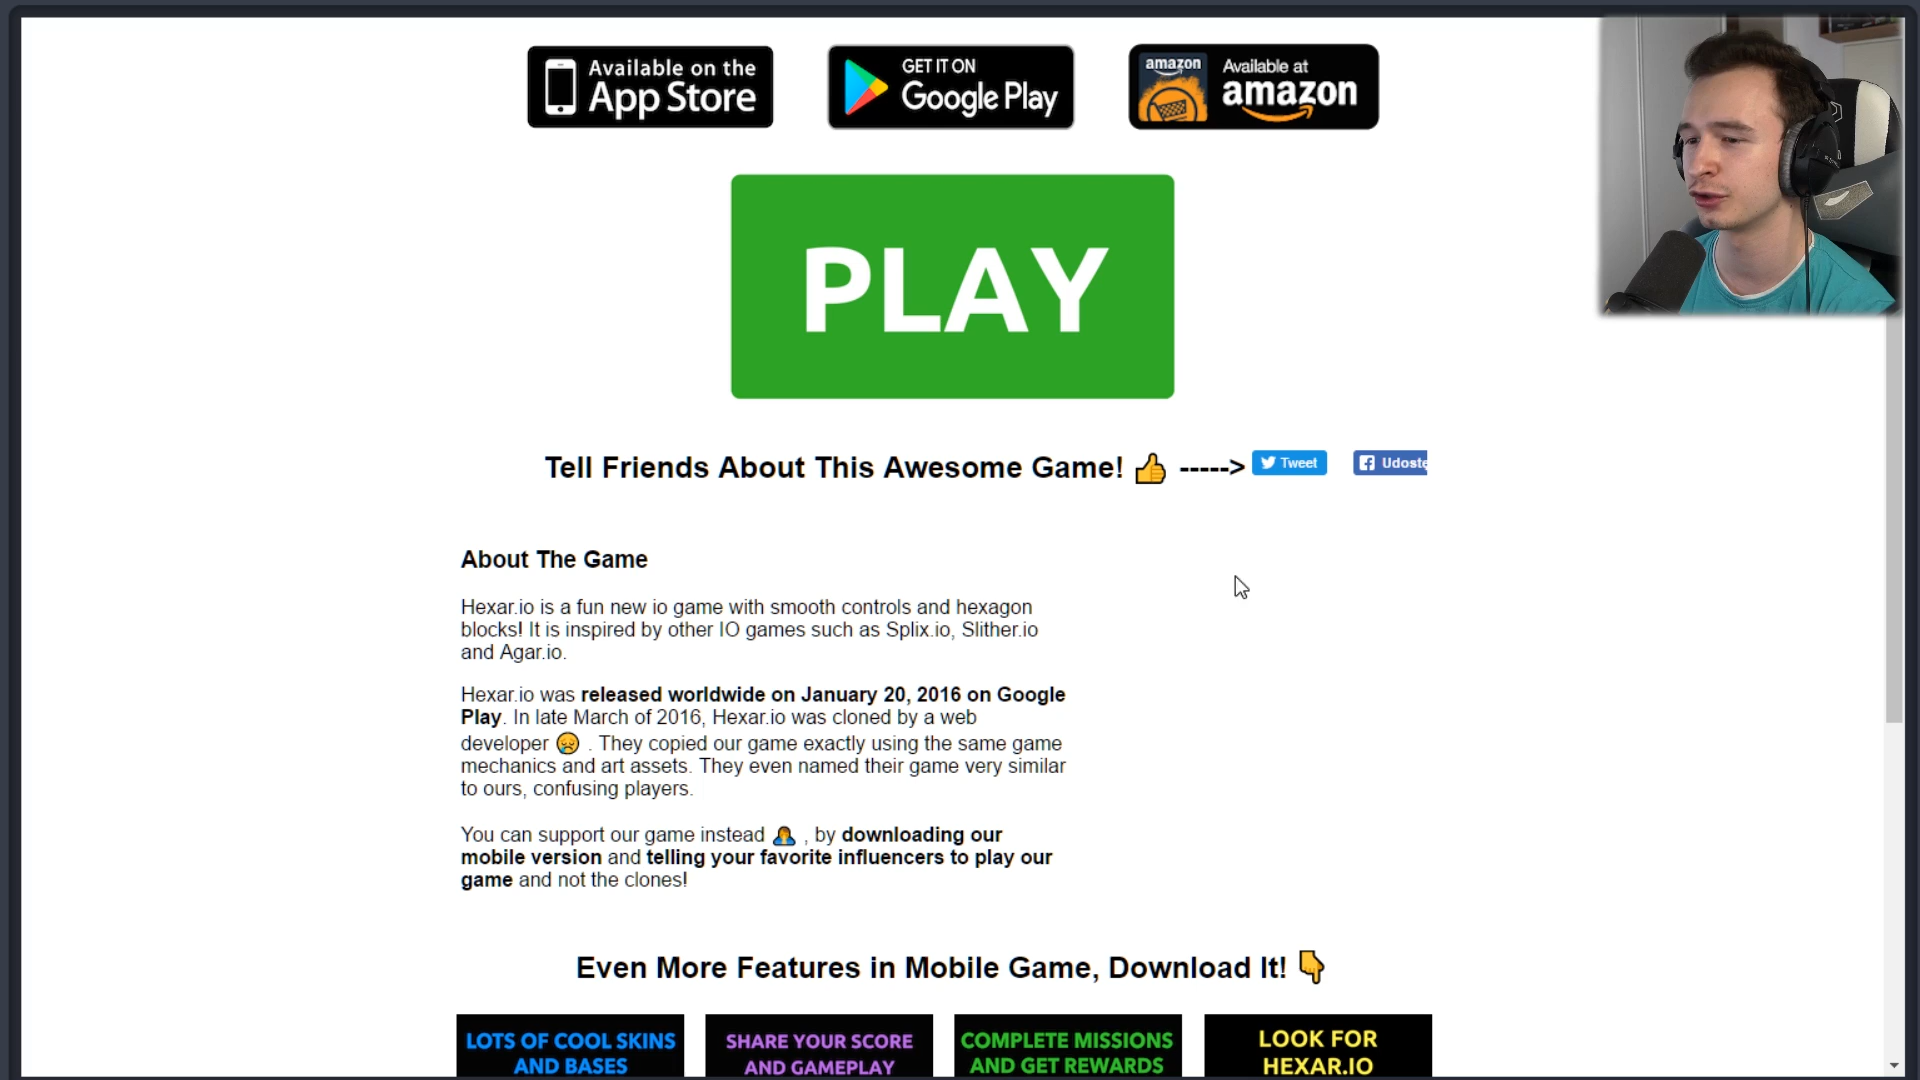 Available on the
App Store
GET IT ON
Google Play
amazon
Available at
amazon
PLAY
Tell Friends About This Awesome Game! 👍 -----> Tweet Udostę
About The Game
Hexar.io is a fun new io game with smooth controls and hexagon
blocks! It is inspired by other IO games such as Splix.io, Slither.io
and Agar.io.
Hexar.io was released worldwide on January 20, 2016 on Google
Play. In late March of 2016, Hexar.io was cloned by a web
developer 😢 . They copied our game exactly using the same game
mechanics and art assets. They even named their game very similar
to ours, confusing players.
You can support our game instead 🤦 , by downloading our
mobile version and telling your favorite influencers to play our
game and not the clones!
Even More Features in Mobile Game, Download It! 👇
LOTS OF COOL SKINS
AND BASES
SHARE YOUR SCORE
AND GAMEPLAY
COMPLETE MISSIONS
AND GET REWARDS
LOOK FOR
HEXAR.IO